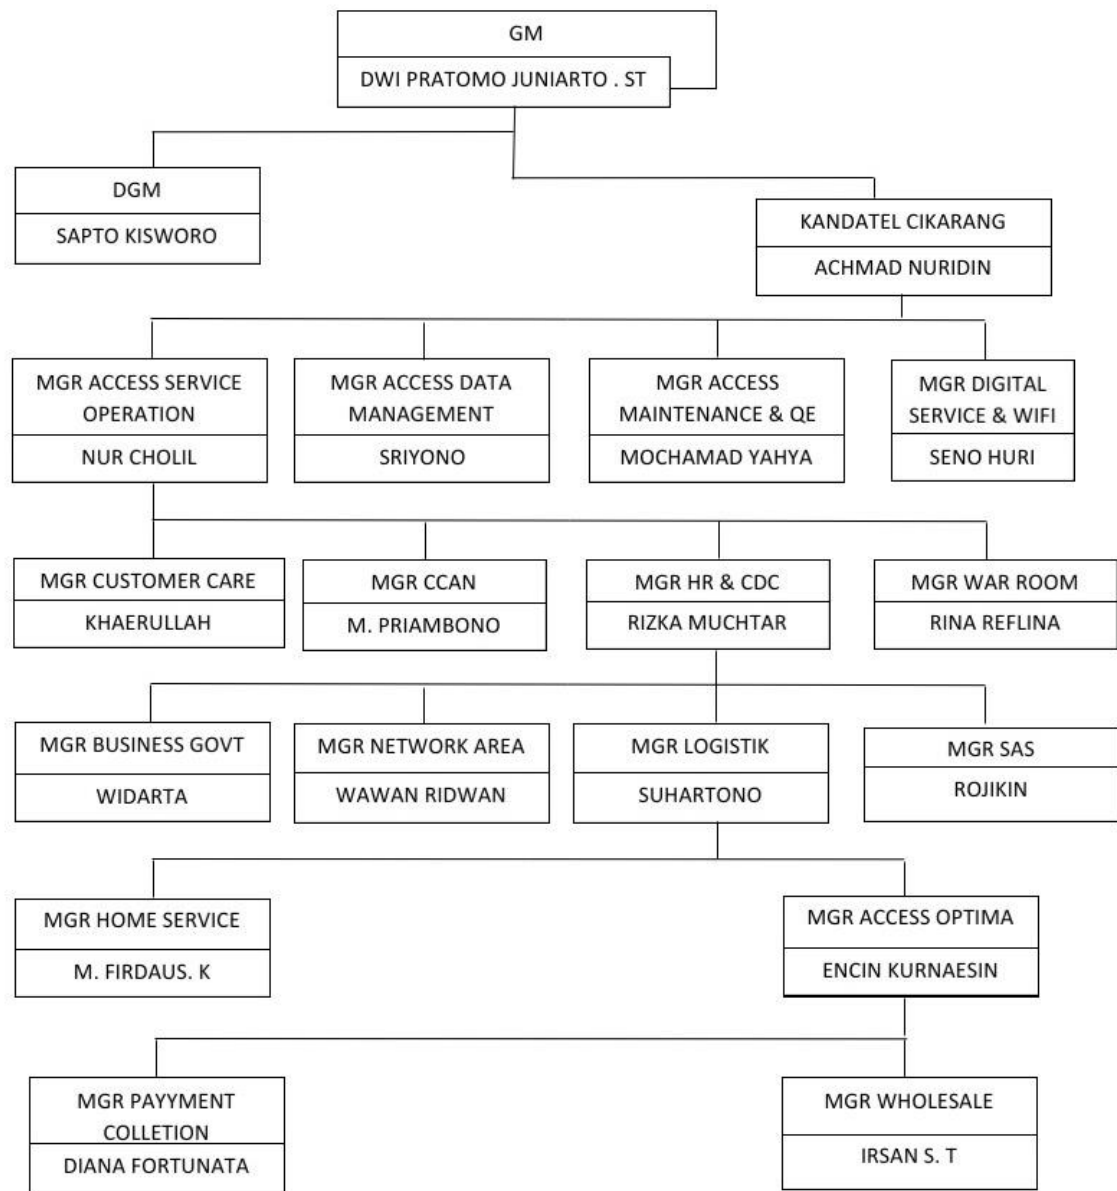 GM
DWI PRATOMO JUNIARTO . ST
DGM
SAPTO KISWORO
KANDATEL CIKARANG
ACHMAD NURIDIN
MGR ACCESS SERVICE
OPERATION
NUR CHOLIL
MGR ACCESS DATA
MANAGEMENT
SRIYONO
MGR ACCESS
MAINTENANCE & QE
MOCHAMAD YAHYA
MGR DIGITAL
SERVICE & WIFI
SENO HURI
MGR CUSTOMER CARE
KHAERULLAH
MGR CCAN
M. PRIAMBONO
MGR HR & CDC
RIZKA MUCHTAR
MGR WAR ROOM
RINA REFLINA
MGR BUSINESS GOVT
WIDARTA
MGR NETWORK AREA
WAWAN RIDWAN
MGR LOGISTIK
SUHARTONO
MGR SAS
ROJIKIN
MGR HOME SERVICE
M. FIRDAUS. K
MGR ACCESS OPTIMA
ENCIN KURNAESIN
MGR PAYYMENT
COLLETION
DIANA FORTUNATA
MGR WHOLESALE
IRSAN S. T